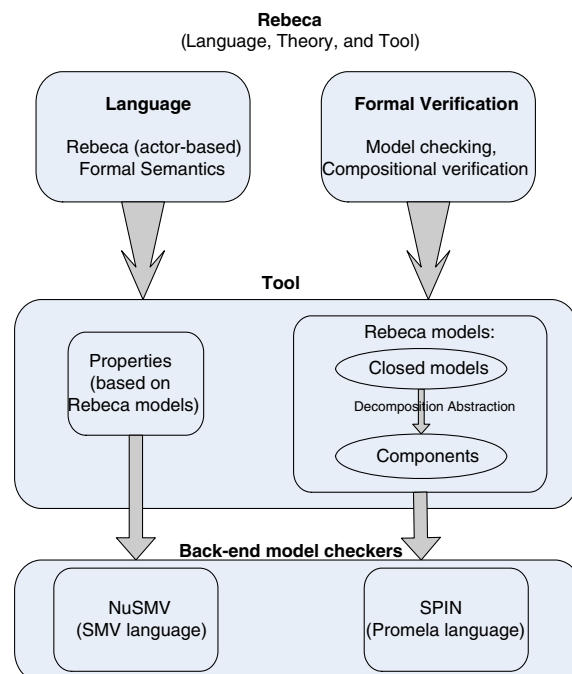 Rebeca
(Language, Theory, and Tool)
Language
Rebeca (actor-based)
Formal Semantics
Formal Verification
Model checking,
Compositional verification
Tool
Properties
(based on
Rebeca models)
Rebeca models:
Closed models
Decomposition Abstraction
Components
Back-end model checkers
NuSMV
(SMV language)
SPIN
(Promela language)